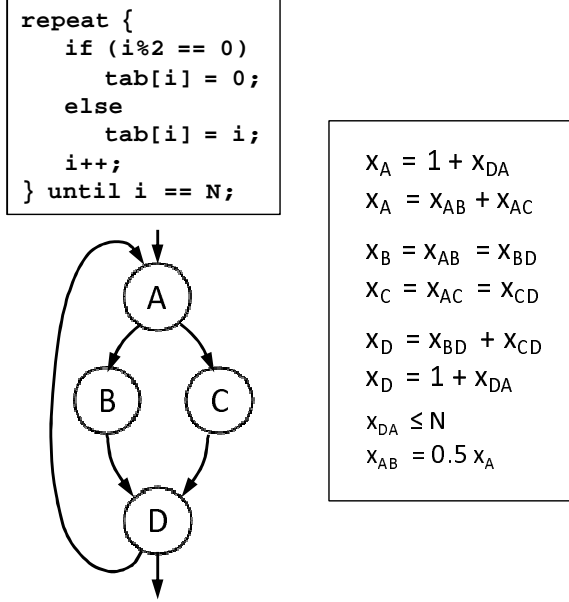 repeat {
if (i%2 == 0)
tab[i] = 0;
else
tab[i] = i;
i++;
} until i == N;
A
B C
D
x_A = 1 + x_DA
x_A = x_AB + x_AC
x_B = x_AB = x_BD
x_C = x_AC = x_CD
x_D = x_BD + x_CD
x_D = 1 + x_DA
x_DA ≤ N
x_AB = 0.5 x_A